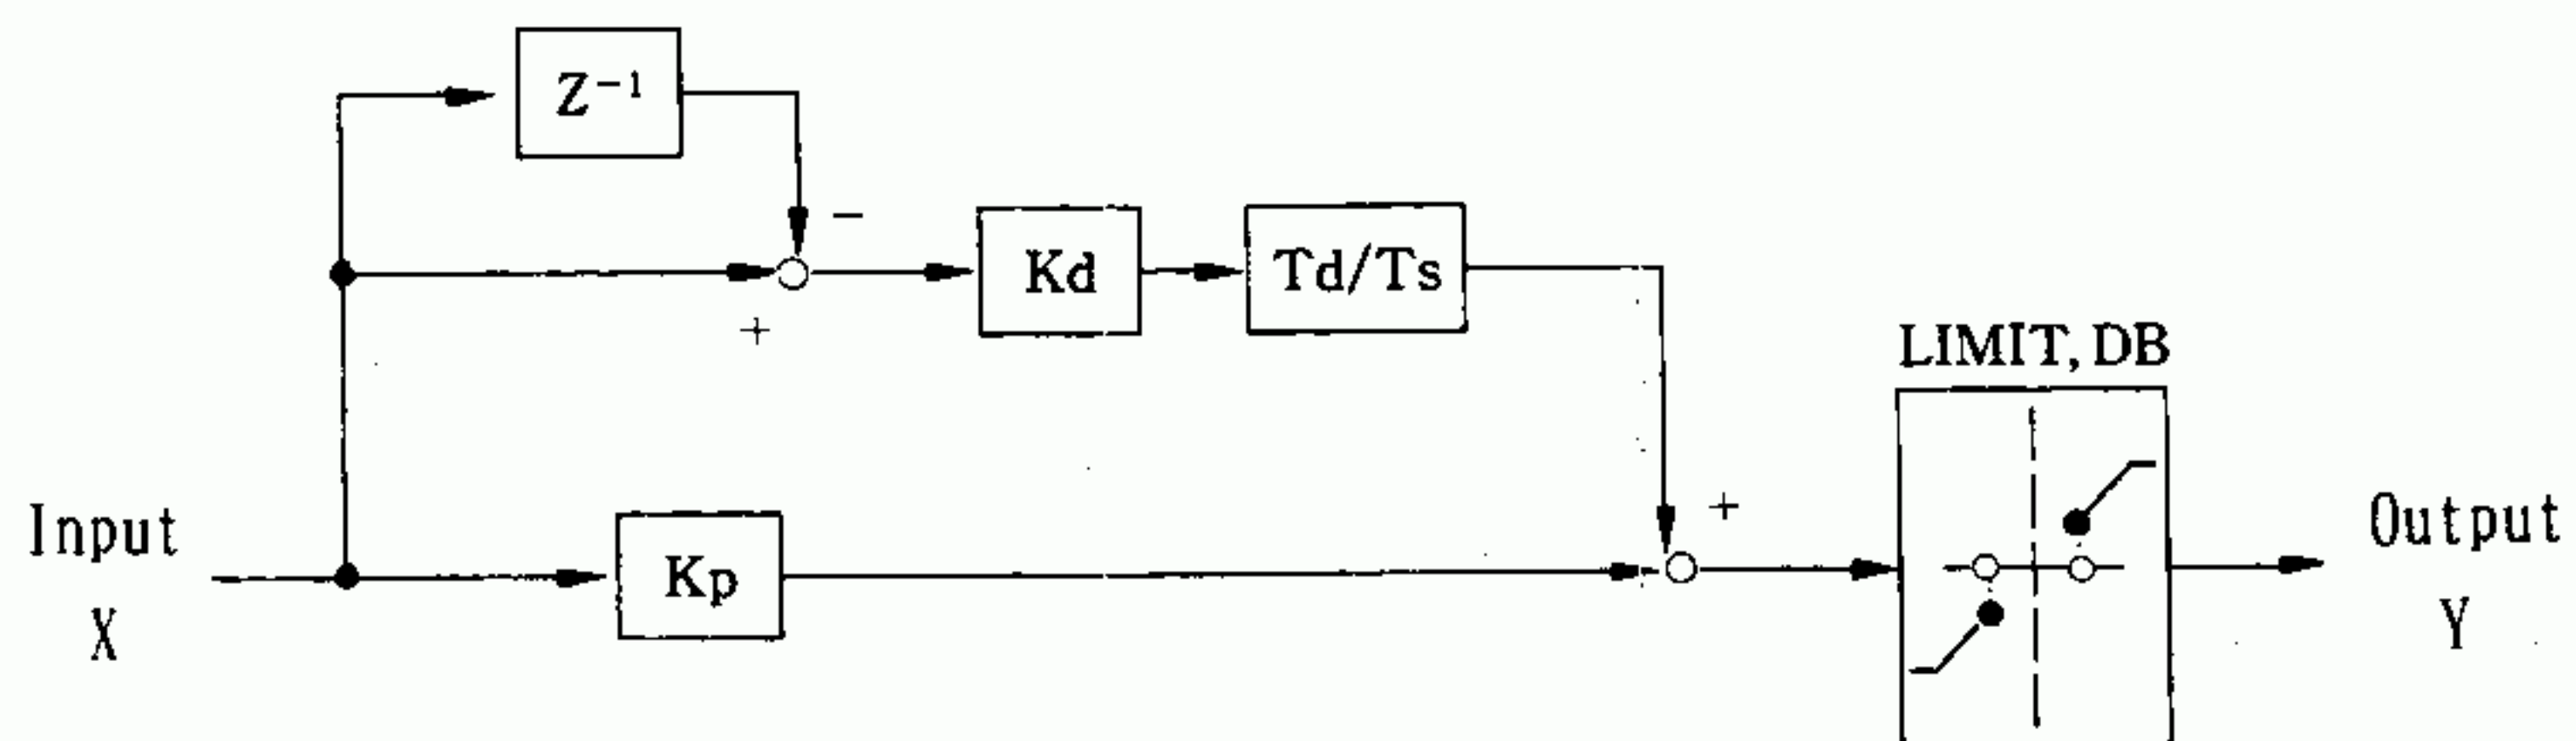 Z⁻¹
−
Kd
Td/Ts
+
LIMIT, DB
+
Input
X
Kp
Output
Y